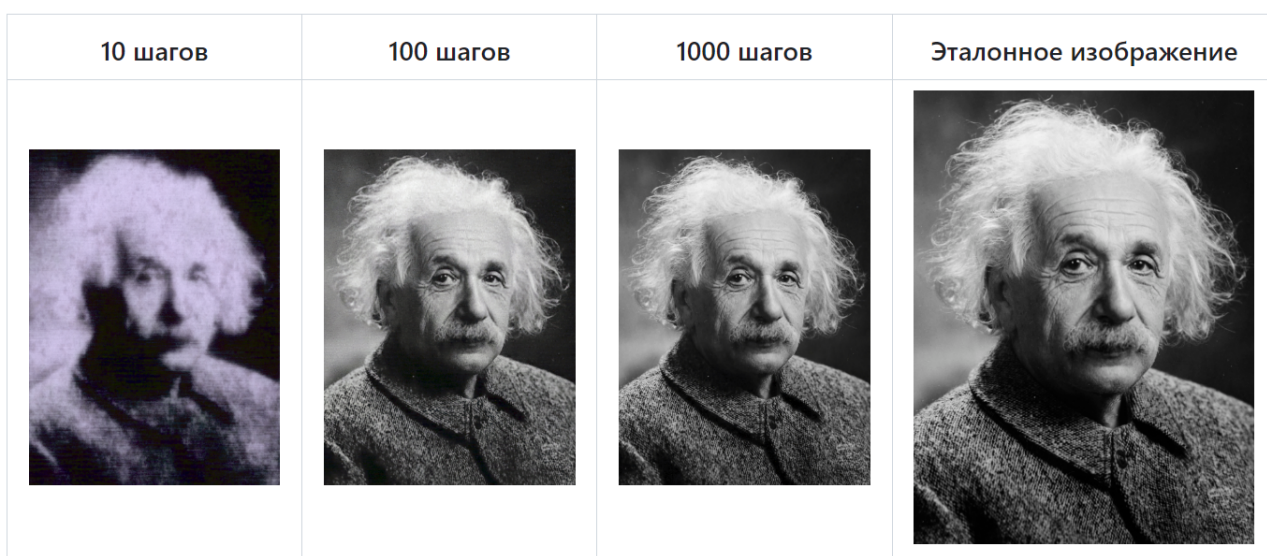 10 шагов
100 шагов
1000 шагов
Эталонное изображение